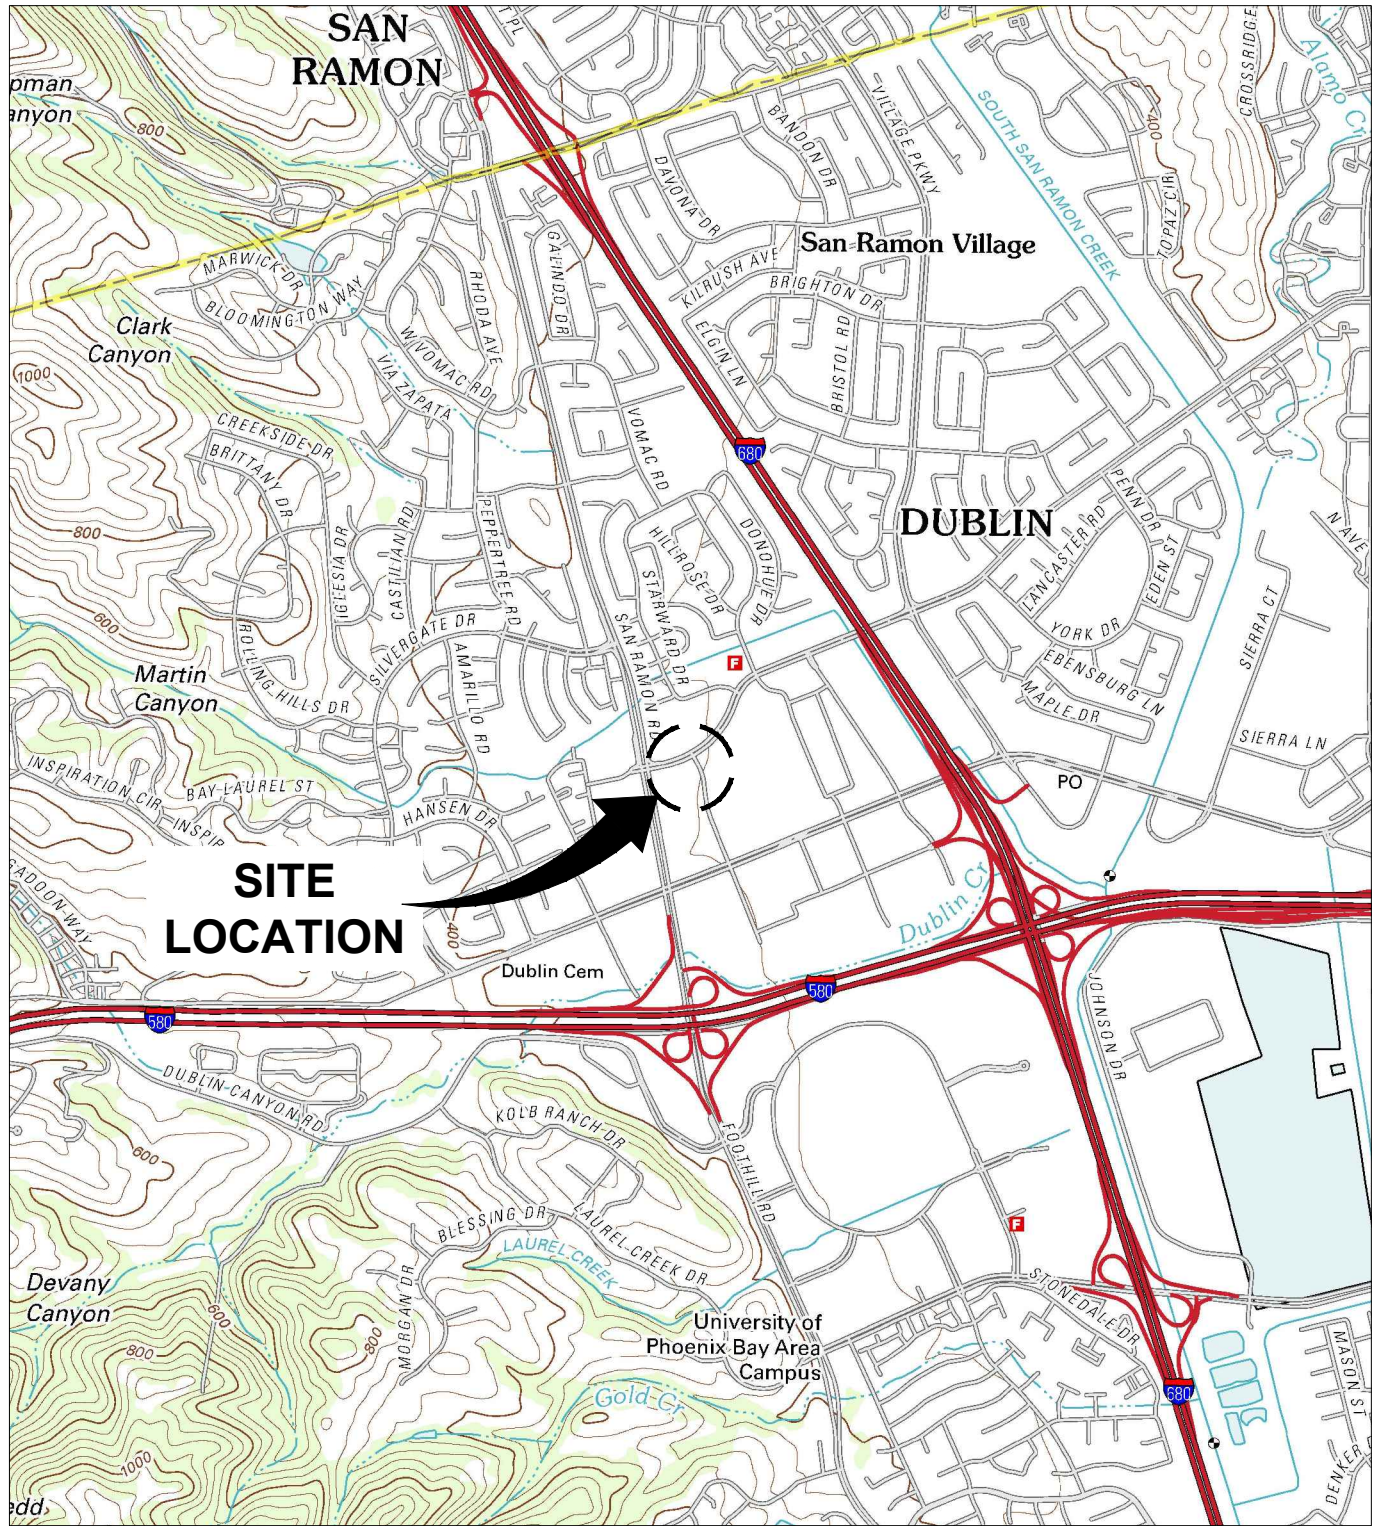 SAN
RAMON
T PL
CROSSRIDGE
Alamo Cr
pman
anyon
800
VILLAGE PKWY
BANDON DR
SOUTH SAN RAMON CREEK
400
DAVONA DR
TOPAZ CIR
San Ramon Village
MARWICK DR
BLOOMINGTON WAY
RHODA AVE
GALINDO DR
KILRUSH AVE
BRIGHTON DR
Clark
Canyon
W VOMAC RD
ELGIN LN
BRISTOL RD
1000
VIA ZAPATA
VOMAC RD
CREEKSIDE DR
BRITTANY DR
680
PENN DR
DUBLIN
LANCASTER RD
N AVE
800
IGLESIA DR
CASTILIAN RD
PEPPERTREE RD
HILLROSE DR
DONOHUE DR
EDEN ST
STARWARD DR
SIERRA CT
600
ROLLING HILLS DR
SILVERGATE DR
AMARILLO RD
SAN RAMON RD
YORK DR
EBENSBURG LN
F
Martin
Canyon
MAPLE DR
SIERRA LN
INSPIRATION CIR
BAY LAUREL ST
INSPIR
HANSEN DR
PO
SITE
LOCATION
GADOON WAY
400
Dublin Cr
Dublin Cem
580
580
JOHNSON DR
DUBLIN CANYON RD
KOLB RANCH DR
FOOTHILL RD
600
BLESSING DR
LAUREL CREEK DR
LAUREL CREEK
F
Devany
Canyon
600
MORGAN DR
800
800
STONEDALE DR
University of
Phoenix Bay Area
Campus
MASON ST
680
Gold Cr
1000
DENKER
edd